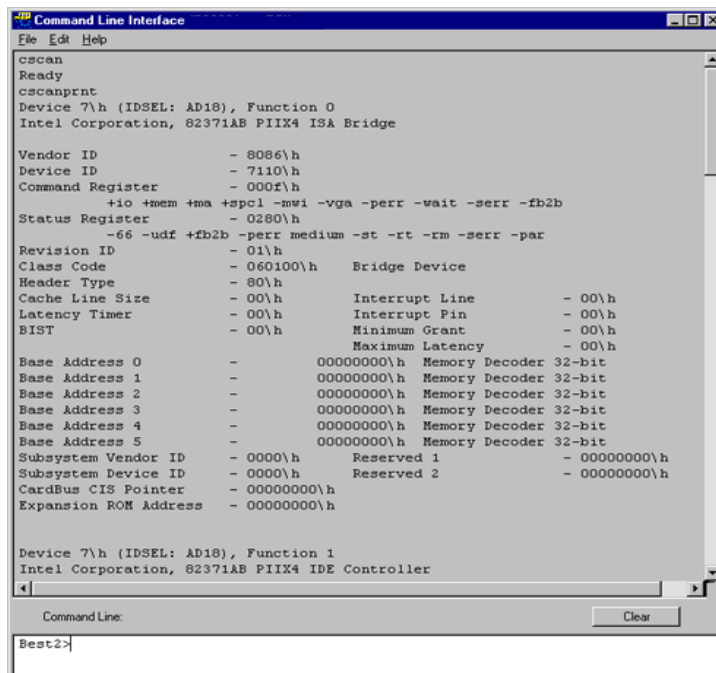 Command Line Interface
File Edit Help
cscan
Ready
cscanprnt
Device 7\h (IDSEL: AD18), Function 0
Intel Corporation, 82371AB PIIX4 ISA Bridge
Vendor ID - 8086\h
Device ID - 7110\h
Command Register - 000f\h
+io +mem +ma +spcl -mwi -vga -perr -wait -serr -fb2b
Status Register - 0280\h
-66 -udf +fb2b -perr medium -st -rt -rm -serr -par
Revision ID - 01\h
Class Code - 060100\h Bridge Device
Header Type - 80\h
Cache Line Size - 00\h Interrupt Line - 00\h
Latency Timer - 00\h Interrupt Pin - 00\h
BIST - 00\h Minimum Grant - 00\h
Maximum Latency - 00\h
Base Address 0 - 00000000\h Memory Decoder 32-bit
Base Address 1 - 00000000\h Memory Decoder 32-bit
Base Address 2 - 00000000\h Memory Decoder 32-bit
Base Address 3 - 00000000\h Memory Decoder 32-bit
Base Address 4 - 00000000\h Memory Decoder 32-bit
Base Address 5 - 00000000\h Memory Decoder 32-bit
Subsystem Vendor ID - 0000\h Reserved 1 - 00000000\h
Subsystem Device ID - 0000\h Reserved 2 - 00000000\h
CardBus CIS Pointer - 00000000\h
Expansion ROM Address - 00000000\h
Device 7\h (IDSEL: AD18), Function 1
Intel Corporation, 82371AB PIIX4 IDE Controller
Command Line:
Clear
Best2>